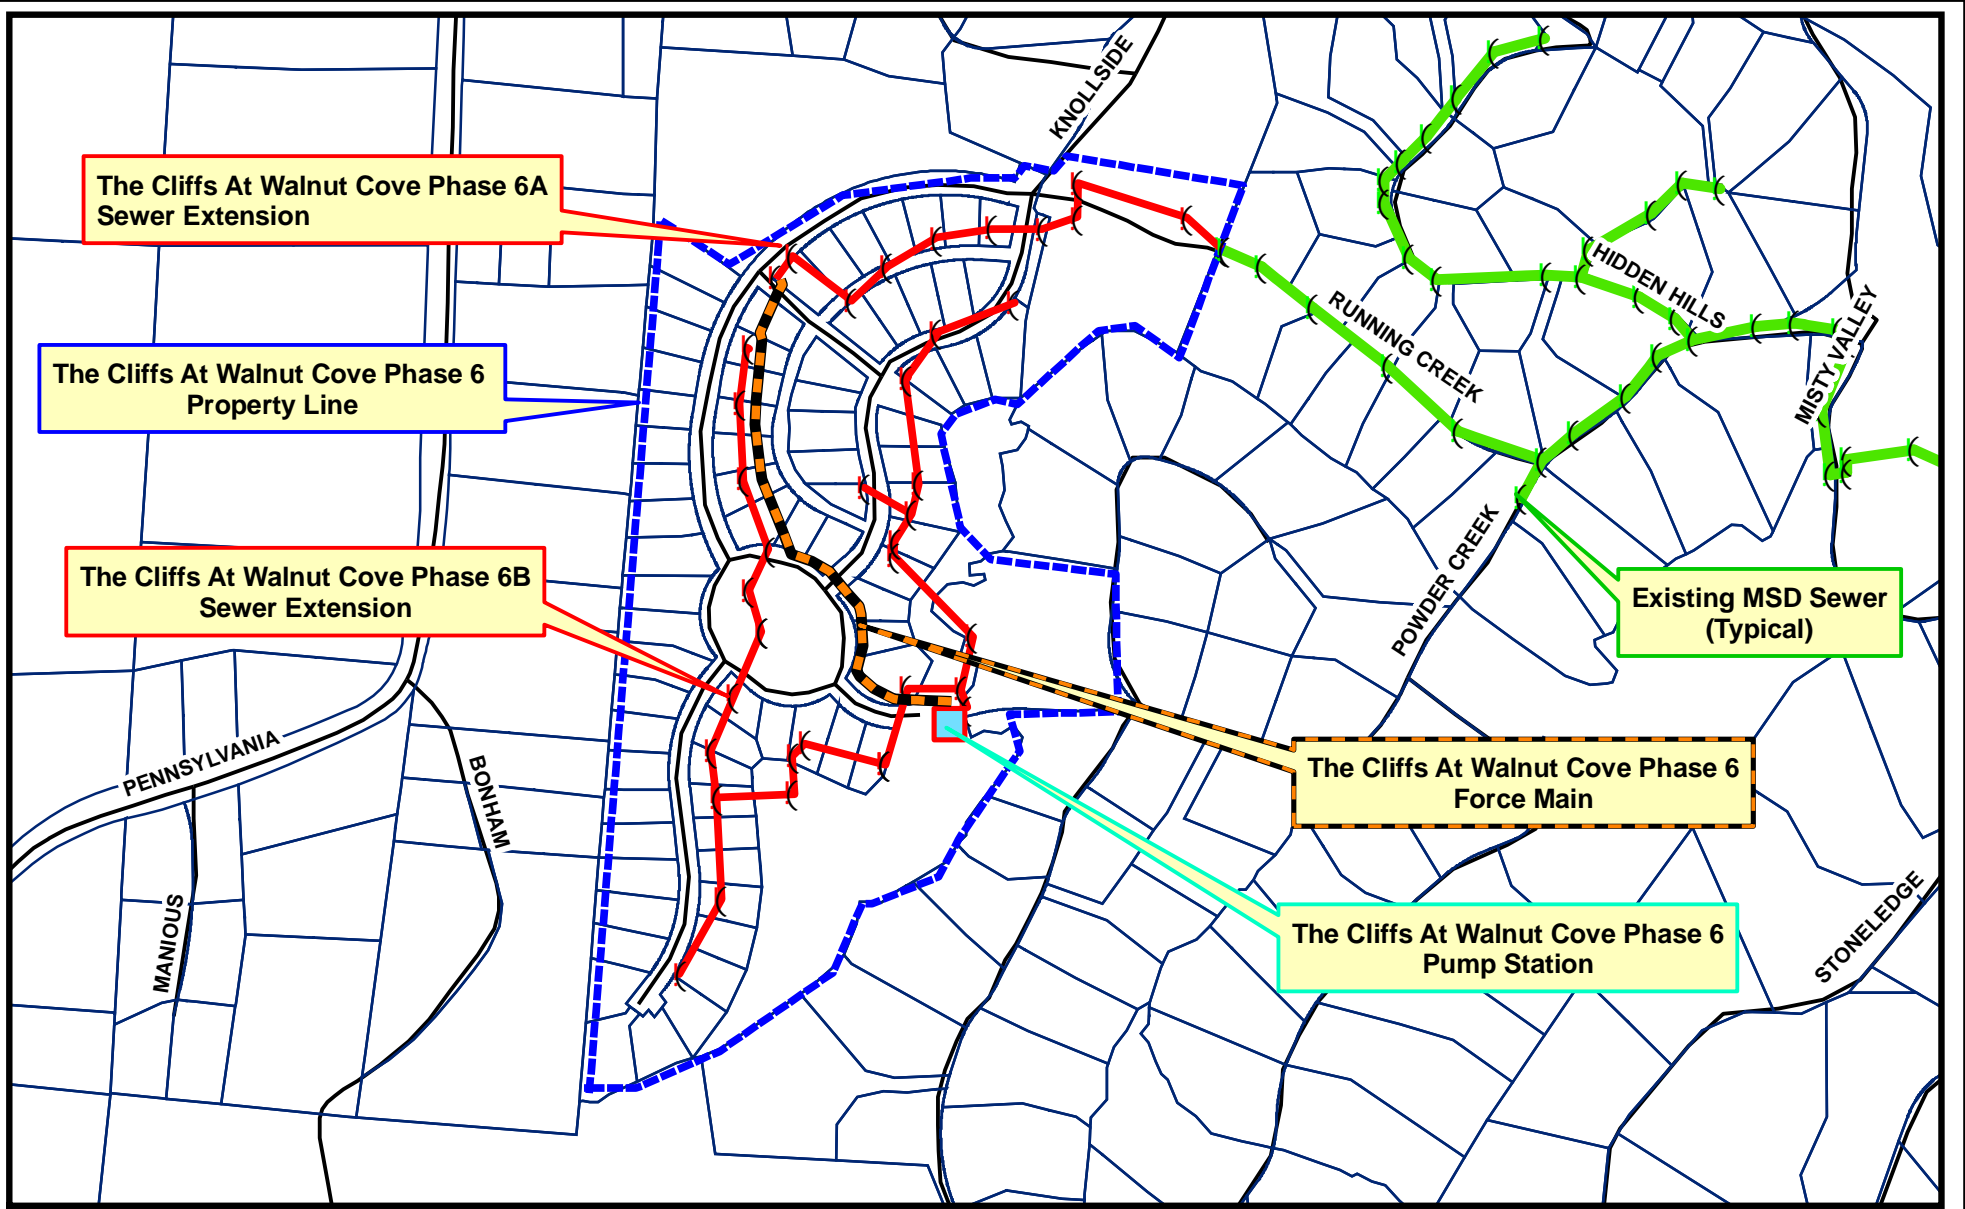 KNOLLSIDE
The Cliffs At Walnut Cove Phase 6A
Sewer Extension
HIDDEN HILLS
RUNNING CREEK
MISTY VALLEY
The Cliffs At Walnut Cove Phase 6
Property Line
The Cliffs At Walnut Cove Phase 6B
Sewer Extension
POWDER CREEK
Existing MSD Sewer
(Typical)
PENNSYLVANIA
BONHAM
The Cliffs At Walnut Cove Phase 6
Force Main
MANIOUS
The Cliffs At Walnut Cove Phase 6
Pump Station
STONELEDGE